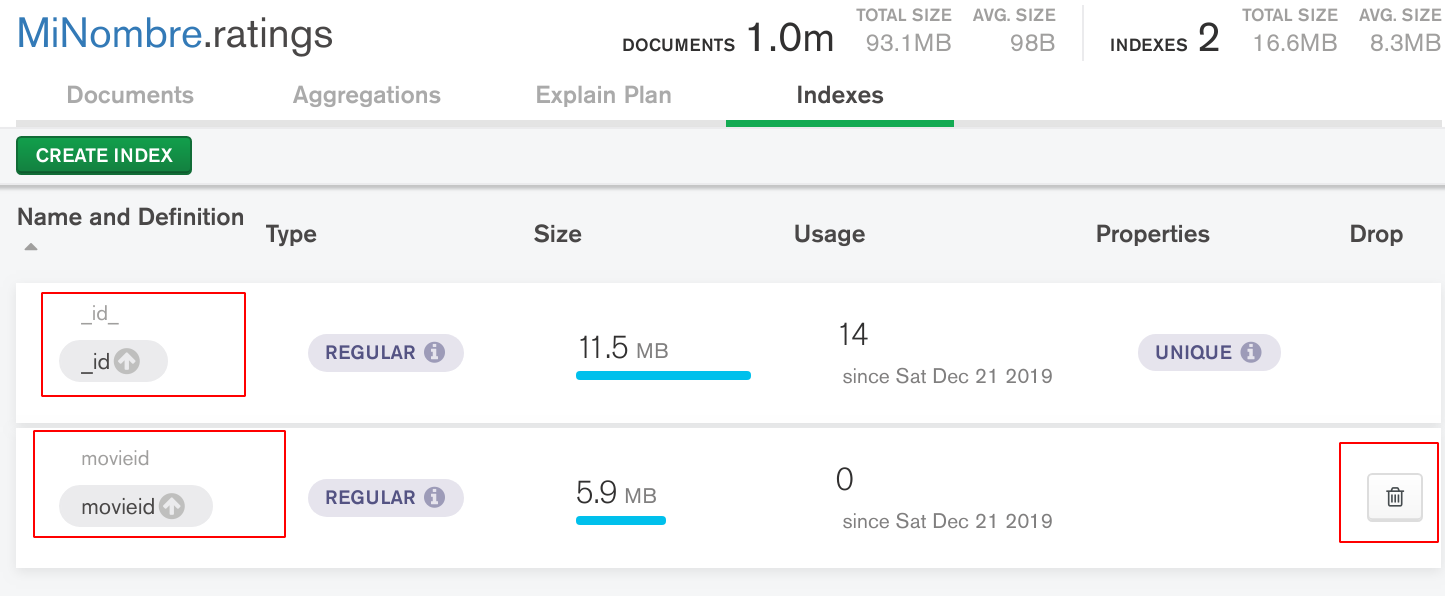 MiNombre.ratings
DOCUMENTS 1.0m
TOTAL SIZE
93.1MB
AVG. SIZE
98B
INDEXES 2
TOTAL SIZE
16.6MB
AVG. SIZE
8.3MB
Documents Aggregations Explain Plan Indexes
CREATE INDEX
Name and Definition Type Size Usage Properties Drop
_id_
_id REGULAR 11.5 MB 14 UNIQUE
since Sat Dec 21 2019
movieid
movieid REGULAR 5.9 MB 0
since Sat Dec 21 2019